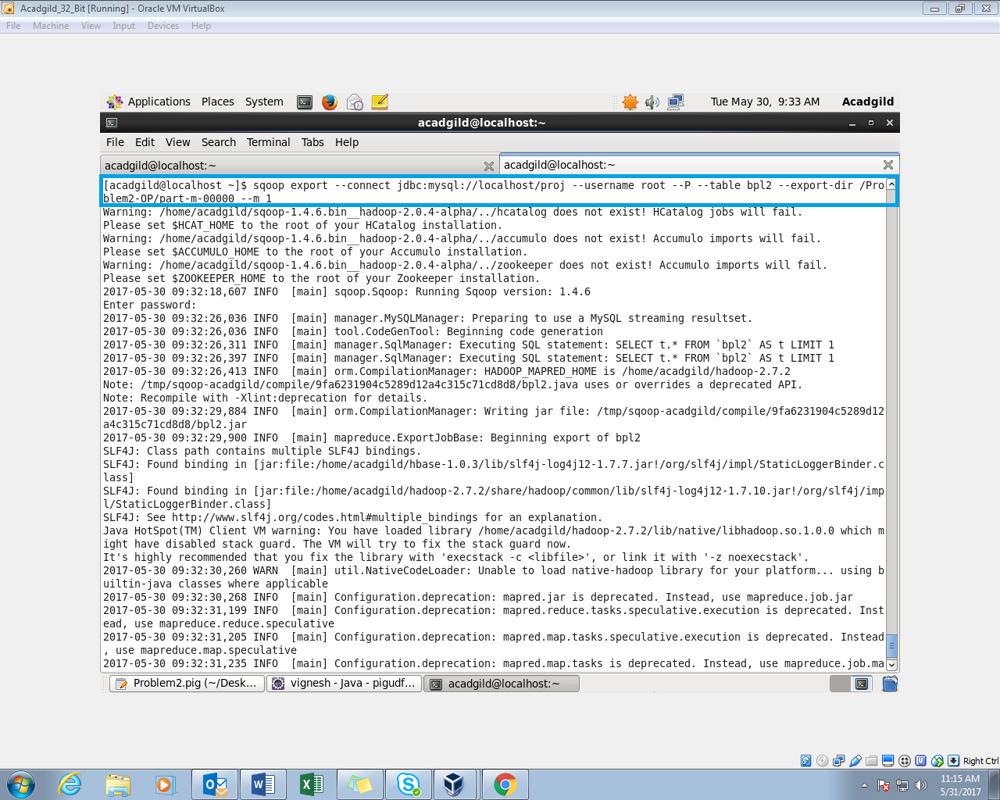 Acadgild_32_Bit [Running] - Oracle VM VirtualBox
File Machine View Input Devices Help
Applications Places System Tue May 30, 9:33 AM Acadgild
acadgild@localhost:~
File Edit View Search Terminal Tabs Help
acadgild@localhost:~ acadgild@localhost:~
[acadgild@localhost ~]$ sqoop export --connect jdbc:mysql://localhost/proj --username root --P --table bpl2 --export-dir /Pro
blem2-OP/part-m-00000 --m 1
Warning: /home/acadgild/sqoop-1.4.6.bin__hadoop-2.0.4-alpha/../hcatalog does not exist! HCatalog jobs will fail.
Please set $HCAT_HOME to the root of your HCatalog installation.
Warning: /home/acadgild/sqoop-1.4.6.bin__hadoop-2.0.4-alpha/../accumulo does not exist! Accumulo imports will fail.
Please set $ACCUMULO_HOME to the root of your Accumulo installation.
Warning: /home/acadgild/sqoop-1.4.6.bin__hadoop-2.0.4-alpha/../zookeeper does not exist! Accumulo imports will fail.
Please set $ZOOKEEPER_HOME to the root of your Zookeeper installation.
2017-05-30 09:32:18,607 INFO  [main] sqoop.Sqoop: Running Sqoop version: 1.4.6
Enter password:
2017-05-30 09:32:26,036 INFO  [main] manager.MySQLManager: Preparing to use a MySQL streaming resultset.
2017-05-30 09:32:26,036 INFO  [main] tool.CodeGenTool: Beginning code generation
2017-05-30 09:32:26,311 INFO  [main] manager.SqlManager: Executing SQL statement: SELECT t.* FROM `bpl2` AS t LIMIT 1
2017-05-30 09:32:26,397 INFO  [main] manager.SqlManager: Executing SQL statement: SELECT t.* FROM `bpl2` AS t LIMIT 1
2017-05-30 09:32:26,413 INFO  [main] orm.CompilationManager: HADOOP_MAPRED_HOME is /home/acadgild/hadoop-2.7.2
Note: /tmp/sqoop-acadgild/compile/9fa6231904c5289d12a4c315c71cd8d8/bpl2.java uses or overrides a deprecated API.
Note: Recompile with -Xlint:deprecation for details.
2017-05-30 09:32:29,884 INFO  [main] orm.CompilationManager: Writing jar file: /tmp/sqoop-acadgild/compile/9fa6231904c5289d12
a4c315c71cd8d8/bpl2.jar
2017-05-30 09:32:29,900 INFO  [main] mapreduce.ExportJobBase: Beginning export of bpl2
SLF4J: Class path contains multiple SLF4J bindings.
SLF4J: Found binding in [jar:file:/home/acadgild/hbase-1.0.3/lib/slf4j-log4j12-1.7.7.jar!/org/slf4j/impl/StaticLoggerBinder.c
lass]
SLF4J: Found binding in [jar:file:/home/acadgild/hadoop-2.7.2/share/hadoop/common/lib/slf4j-log4j12-1.7.10.jar!/org/slf4j/imp
l/StaticLoggerBinder.class]
SLF4J: See http://www.slf4j.org/codes.html#multiple_bindings for an explanation.
Java HotSpot(TM) Client VM warning: You have loaded library /home/acadgild/hadoop-2.7.2/lib/native/libhadoop.so.1.0.0 which m
ight have disabled stack guard. The VM will try to fix the stack guard now.
It's highly recommended that you fix the library with 'execstack -c <libfile>', or link it with '-z noexecstack'.
2017-05-30 09:32:30,260 WARN  [main] util.NativeCodeLoader: Unable to load native-hadoop library for your platform... using b
uiltin-java classes where applicable
2017-05-30 09:32:30,268 INFO  [main] Configuration.deprecation: mapred.jar is deprecated. Instead, use mapreduce.job.jar
2017-05-30 09:32:31,199 INFO  [main] Configuration.deprecation: mapred.reduce.tasks.speculative.execution is deprecated. Inst
ead, use mapreduce.reduce.speculative
2017-05-30 09:32:31,205 INFO  [main] Configuration.deprecation: mapred.map.tasks.speculative.execution is deprecated. Instead
, use mapreduce.map.speculative
2017-05-30 09:32:31,235 INFO  [main] Configuration.deprecation: mapred.map.tasks is deprecated. Instead, use mapreduce.job.ma
Problem2.pig (~/Desk... vignesh - Java - pigudf... acadgild@localhost:~
Right Ctrl
11:15 AM
5/31/2017